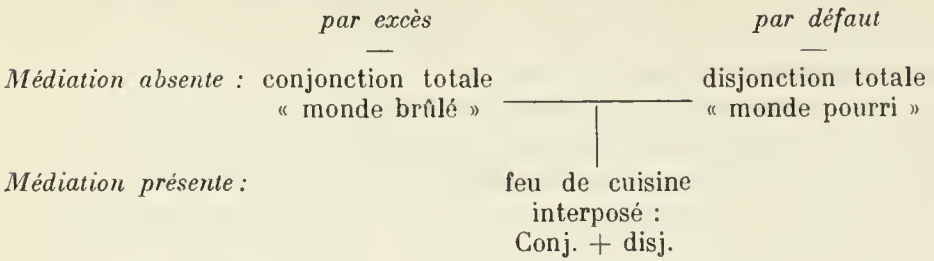 par excès par défaut
Médiation absente : conjonction totale disjonction totale
« monde brûlé » « monde pourri »
Médiation présente : feu de cuisine
interposé :
Conj. + disj.